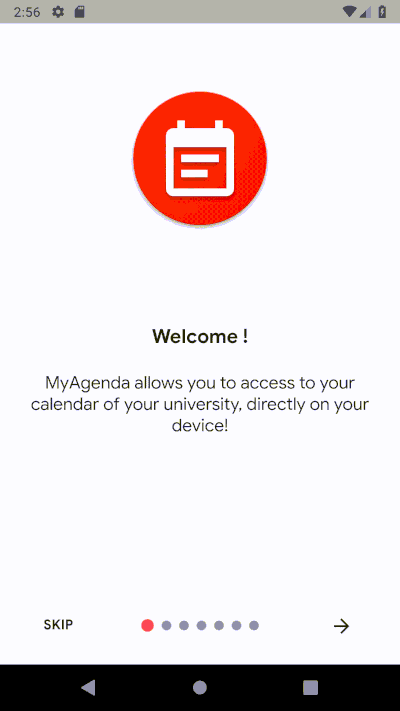 2:56
Welcome !
MyAgenda allows you to access to your
calendar of your university, directly on your
device!
SKIP